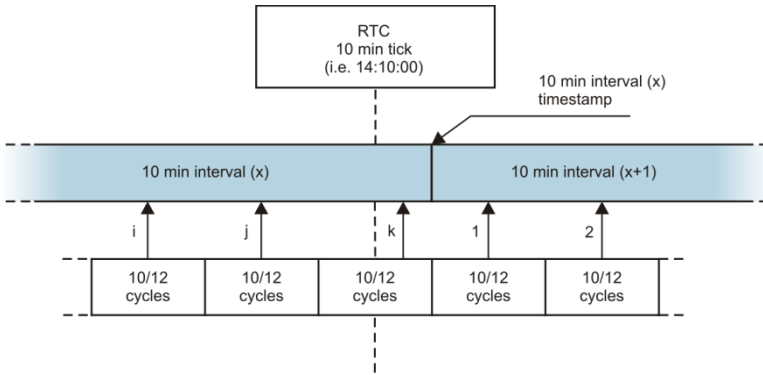 RTC
10 min tick
(i.e. 14:10:00)
10 min interval (x)
timestamp
10 min interval (x)
10 min interval (x+1)
i
j
k
1
2
10/12
cycles
10/12
cycles
10/12
cycles
10/12
cycles
10/12
cycles